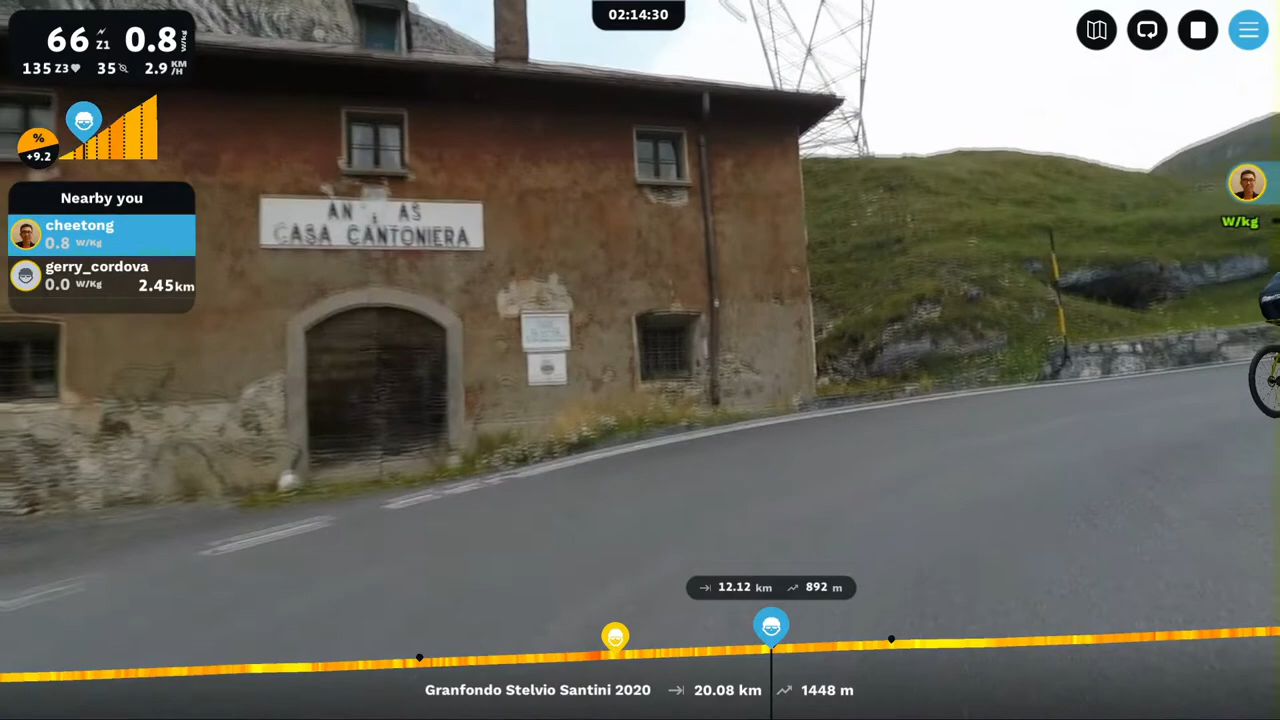 02:14:30
66 Z1 0.8 W/kg
135 Z3 35 2.9 KM/H
%
+9.2
Nearby you
cheetong
0.8 W/Kg
gerry_cordova
0.0 W/Kg 2.45km
W/kg
CASA CANTONIERA
12.12 km 892 m
Granfondo Stelvio Santini 2020 20.08 km 1448 m